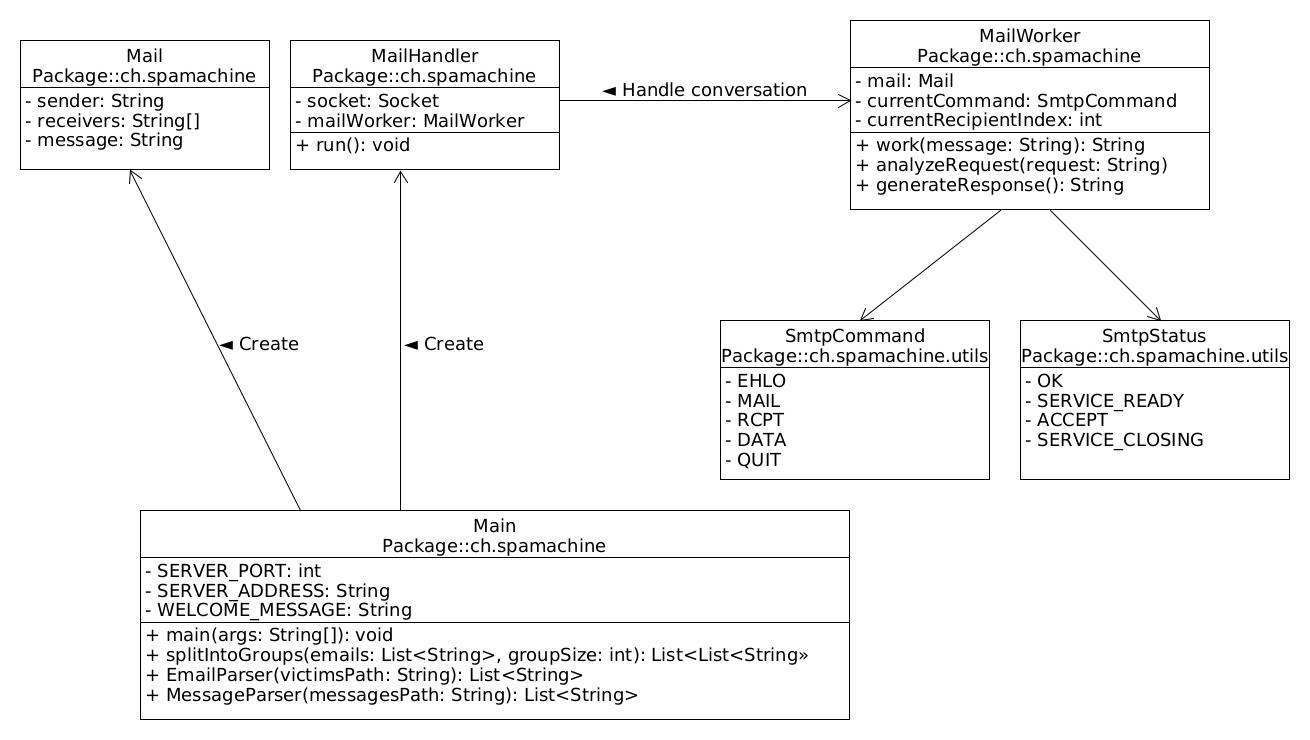 Mail
Package::ch.spamachine
- sender: String
- receivers: String[]
- message: String
MailHandler
Package::ch.spamachine
- socket: Socket
- mailWorker: MailWorker
+ run(): void
◄ Handle conversation
MailWorker
Package::ch.spamachine
- mail: Mail
- currentCommand: SmtpCommand
- currentRecipientIndex: int
+ work(message: String): String
+ analyzeRequest(request: String)
+ generateResponse(): String
◄ Create
◄ Create
SmtpCommand
Package::ch.spamachine.utils
- EHLO
- MAIL
- RCPT
- DATA
- QUIT
SmtpStatus
Package::ch.spamachine.utils
- OK
- SERVICE_READY
- ACCEPT
- SERVICE_CLOSING
Main
Package::ch.spamachine
- SERVER_PORT: int
- SERVER_ADDRESS: String
- WELCOME_MESSAGE: String
+ main(args: String[]): void
+ splitIntoGroups(emails: List<String>, groupSize: int): List<List<String»
+ EmailParser(victimsPath: String): List<String>
+ MessageParser(messagesPath: String): List<String>